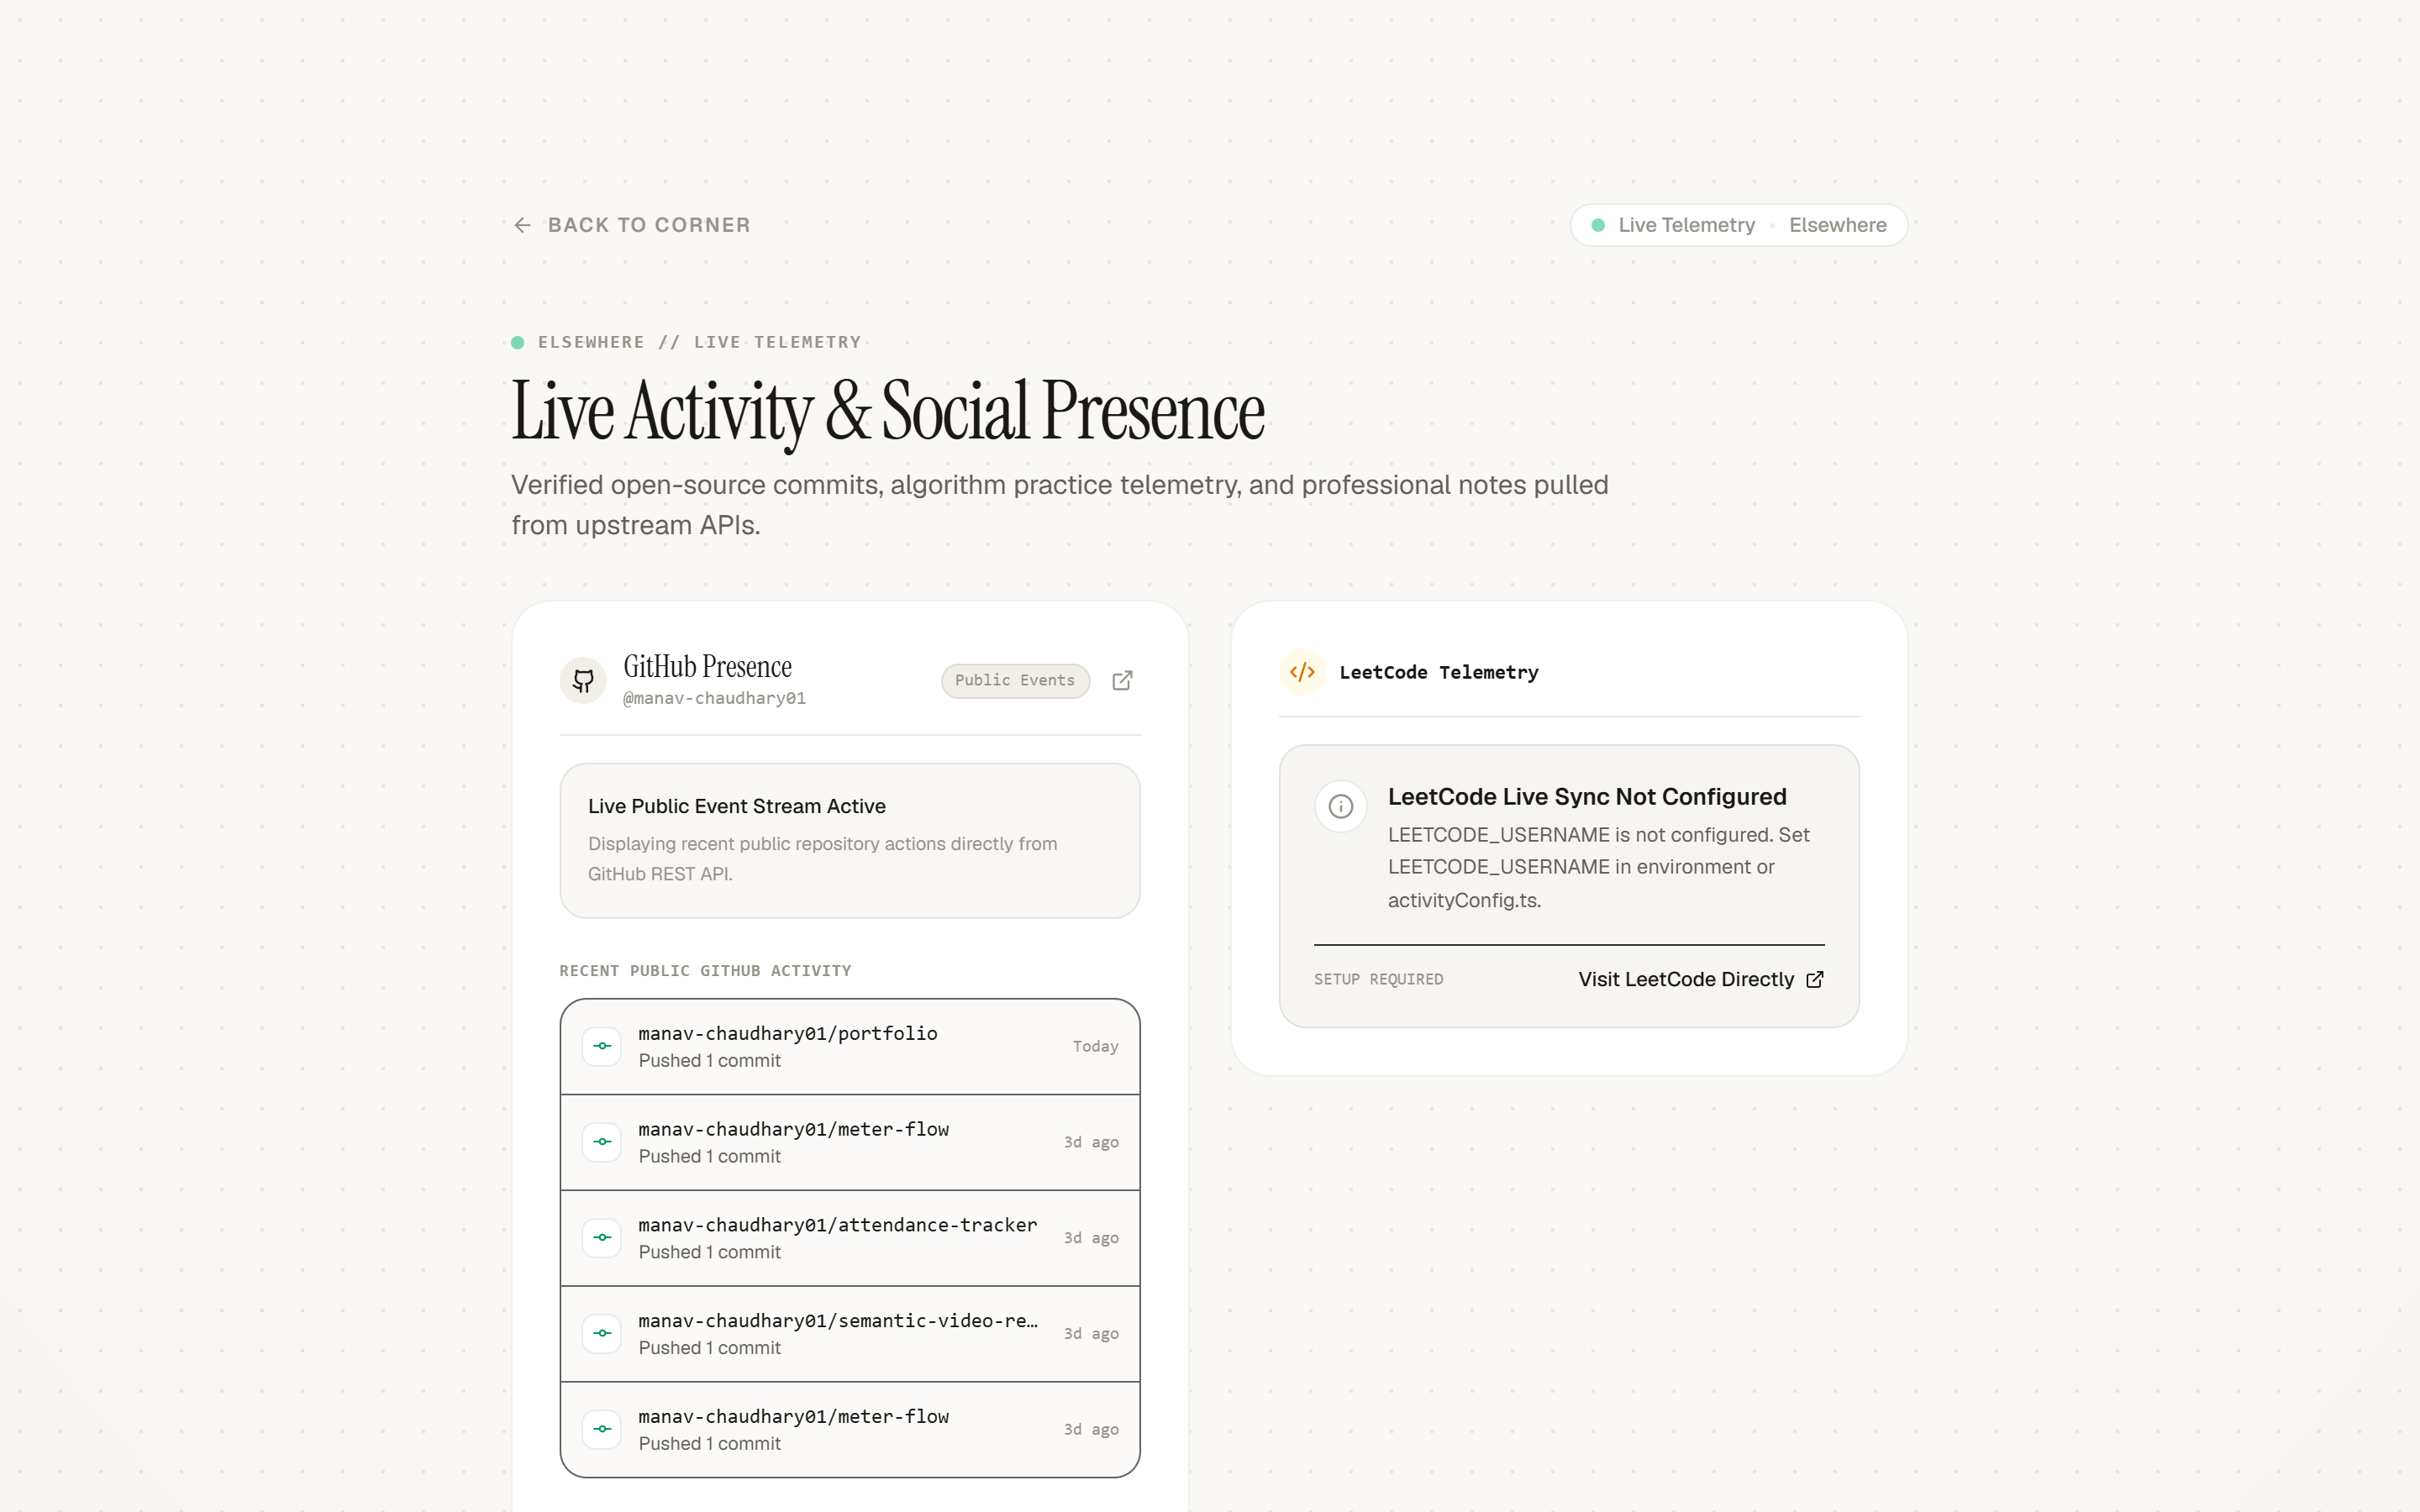 BACK TO CORNER
Live Telemetry • Elsewhere
ELSEWHERE // LIVE TELEMETRY
Live Activity & Social Presence
Verified open-source commits, algorithm practice telemetry, and professional notes pulled
from upstream APIs.
GitHub Presence
@manav-chaudhary01
Public Events
Live Public Event Stream Active
Displaying recent public repository actions directly from
GitHub REST API.
RECENT PUBLIC GITHUB ACTIVITY
manav-chaudhary01/portfolio
Pushed 1 commit
Today
manav-chaudhary01/meter-flow
Pushed 1 commit
3d ago
manav-chaudhary01/attendance-tracker
Pushed 1 commit
3d ago
manav-chaudhary01/semantic-video-re…
Pushed 1 commit
3d ago
manav-chaudhary01/meter-flow
Pushed 1 commit
3d ago
LeetCode Telemetry
LeetCode Live Sync Not Configured
LEETCODE_USERNAME is not configured. Set
LEETCODE_USERNAME in environment or
activityConfig.ts.
SETUP REQUIRED
Visit LeetCode Directly